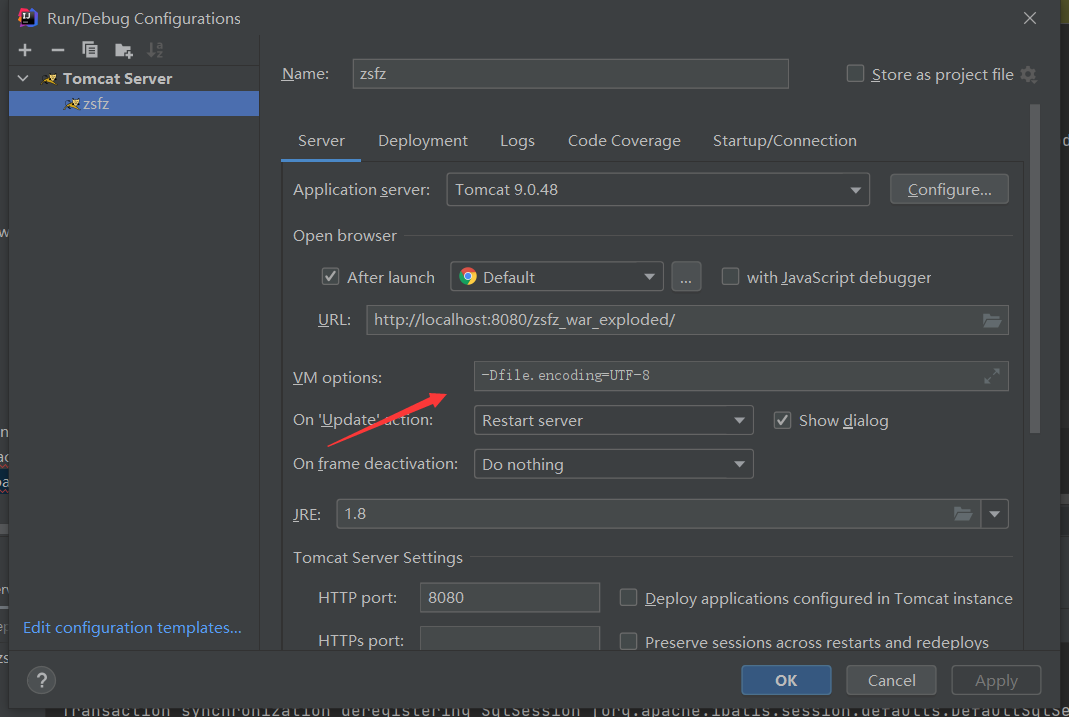 Run/Debug Configurations
Tomcat Server
zsfz
Name: zsfz Store as project file
Server Deployment Logs Code Coverage Startup/Connection
Application server: Tomcat 9.0.48 Configure...
Open browser
After launch Default ... with JavaScript debugger
URL: http://localhost:8080/zsfz_war_exploded/
VM options: -Dfile.encoding=UTF-8
On 'Update' action: Restart server Show dialog
On frame deactivation: Do nothing
JRE: 1.8
Tomcat Server Settings
HTTP port: 8080 Deploy applications configured in Tomcat instance
HTTPs port: Preserve sessions across restarts and redeploys
Edit configuration templates...
? OK Cancel Apply
Transaction synchronization deregistering SqlSession [org.apache.ibatis.session.defaults.DefaultSqlSe